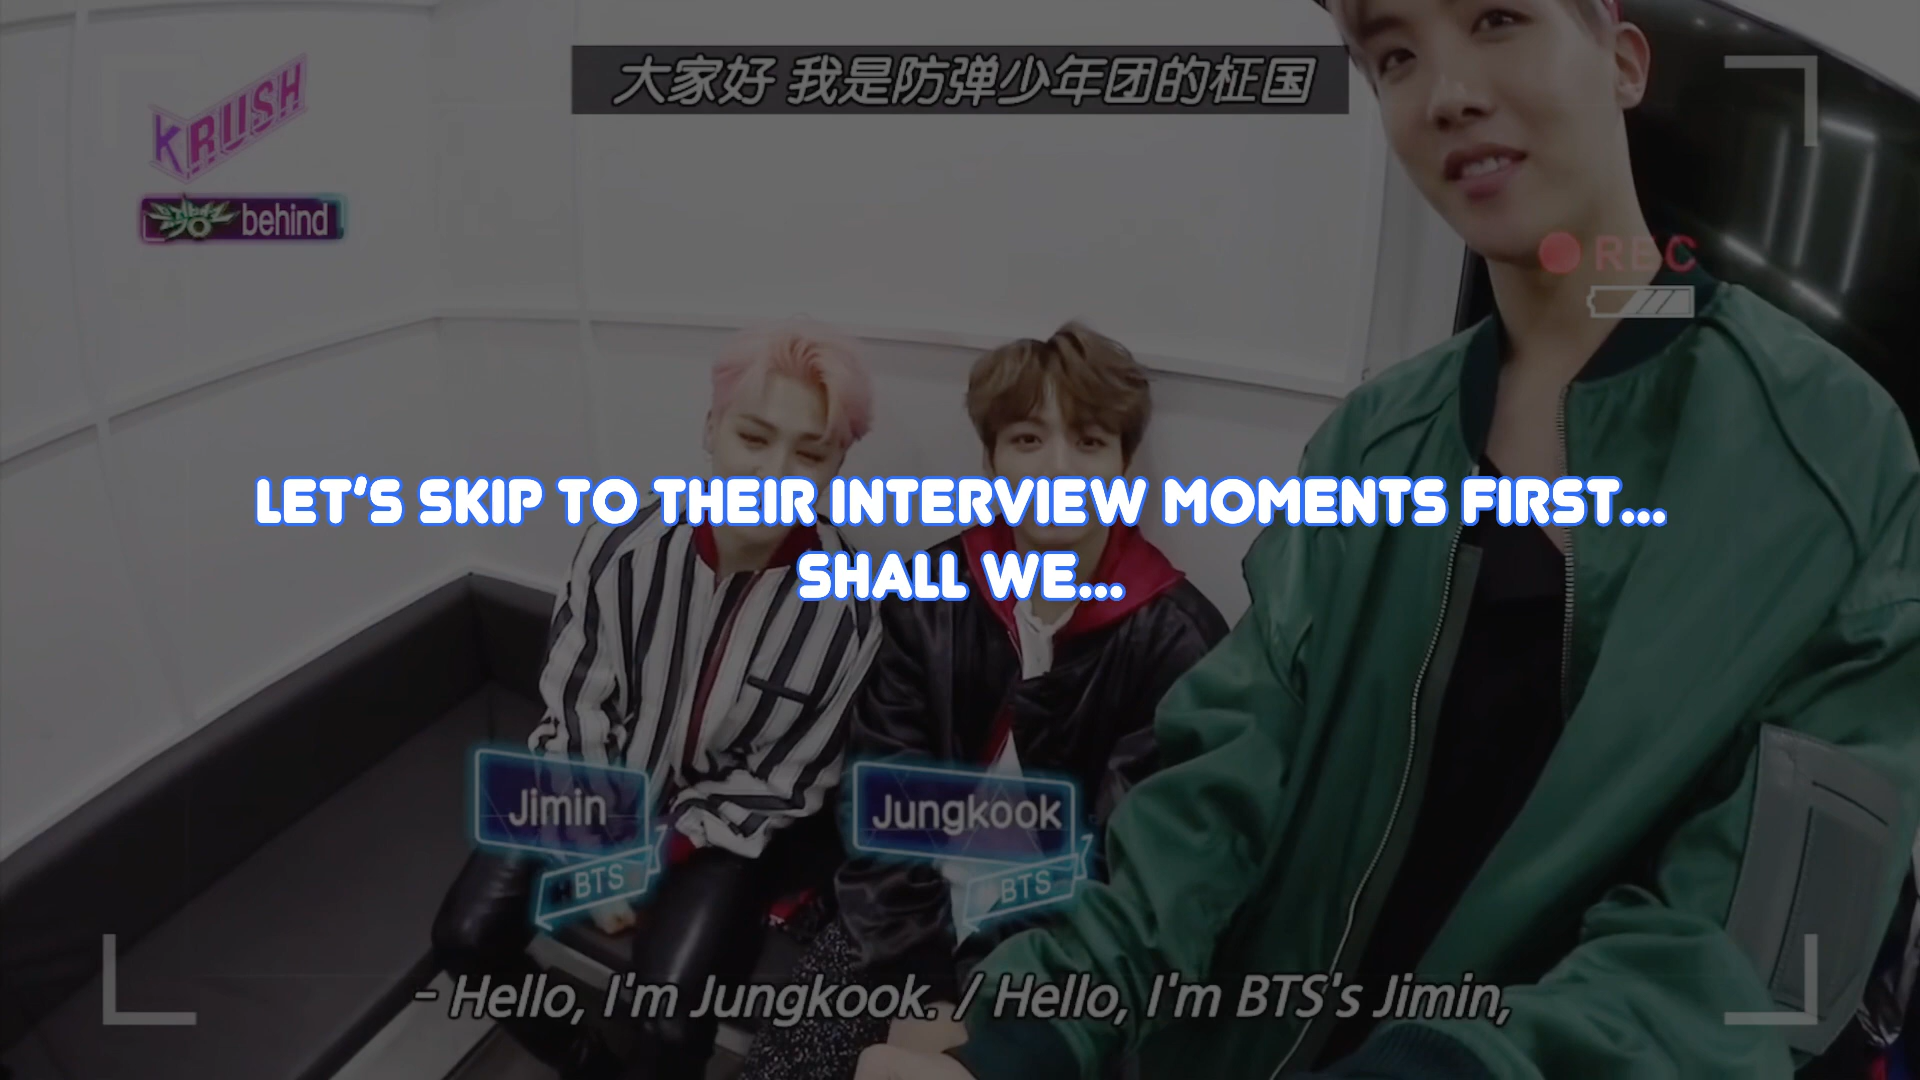 大家好 我是防弹少年团的柾国
KRUSH
behind
REC
LET'S SKIP TO THEIR INTERVIEW MOMENTS FIRST...
SHALL WE...
Jimin
BTS
Jungkook
BTS
- Hello, I'm Jungkook. / Hello, I'm BTS's Jimin,